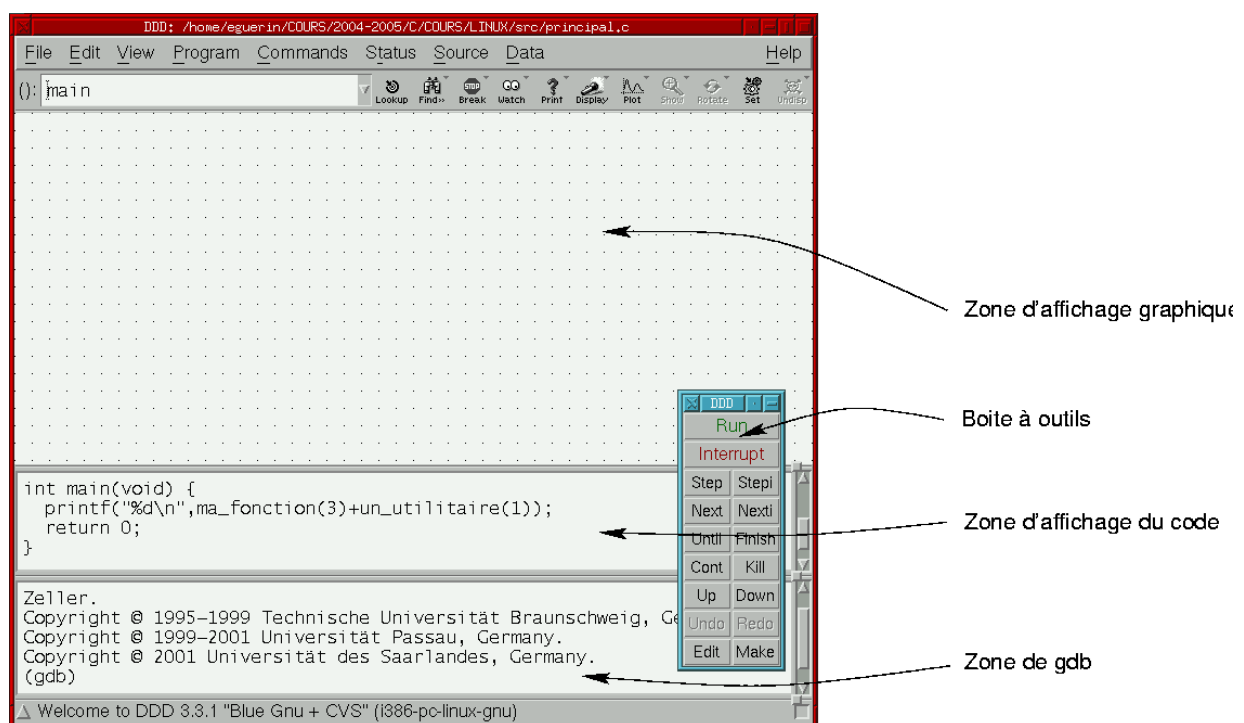 DDD: /home/eguerin/COURS/2004-2005/C/COURS/LINUX/src/principal.c
File Edit View Program Commands Status Source Data Help
(): main
Lookup Find>> Break Watch Print Display Plot Show Rotate Set Undisp
STOP
Zone d'affichage graphique
DDD
Run
Interrupt
Step Stepi
Next Nexti
Until Finish
Cont Kill
Up Down
Undo Redo
Edit Make
Boite à outils
int main(void) {
printf("%d\n",ma_fonction(3)+un_utilitaire(1));
return 0;
}
Zone d'affichage du code
Zeller.
Copyright © 1995-1999 Technische Universität Braunschweig, Ge
Copyright © 1999-2001 Universität Passau, Germany.
Copyright © 2001 Universität des Saarlandes, Germany.
(gdb)
Zone de gdb
Welcome to DDD 3.3.1 "Blue Gnu + CVS" (i386-pc-linux-gnu)